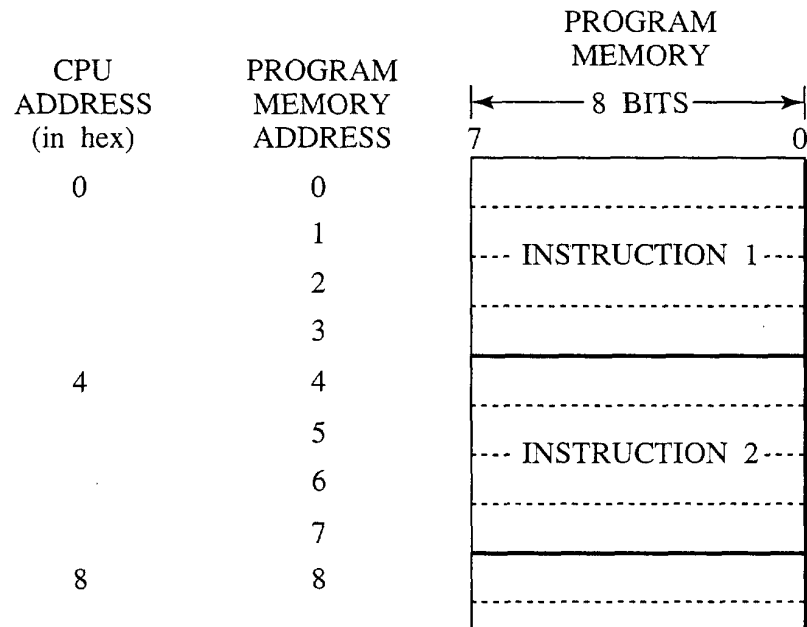 PROGRAM
MEMORY
CPU
ADDRESS
(in hex)
PROGRAM
MEMORY
ADDRESS
8 BITS
7 0
0 0
1
INSTRUCTION 1
2
3
4 4
5
INSTRUCTION 2
6
7
8 8